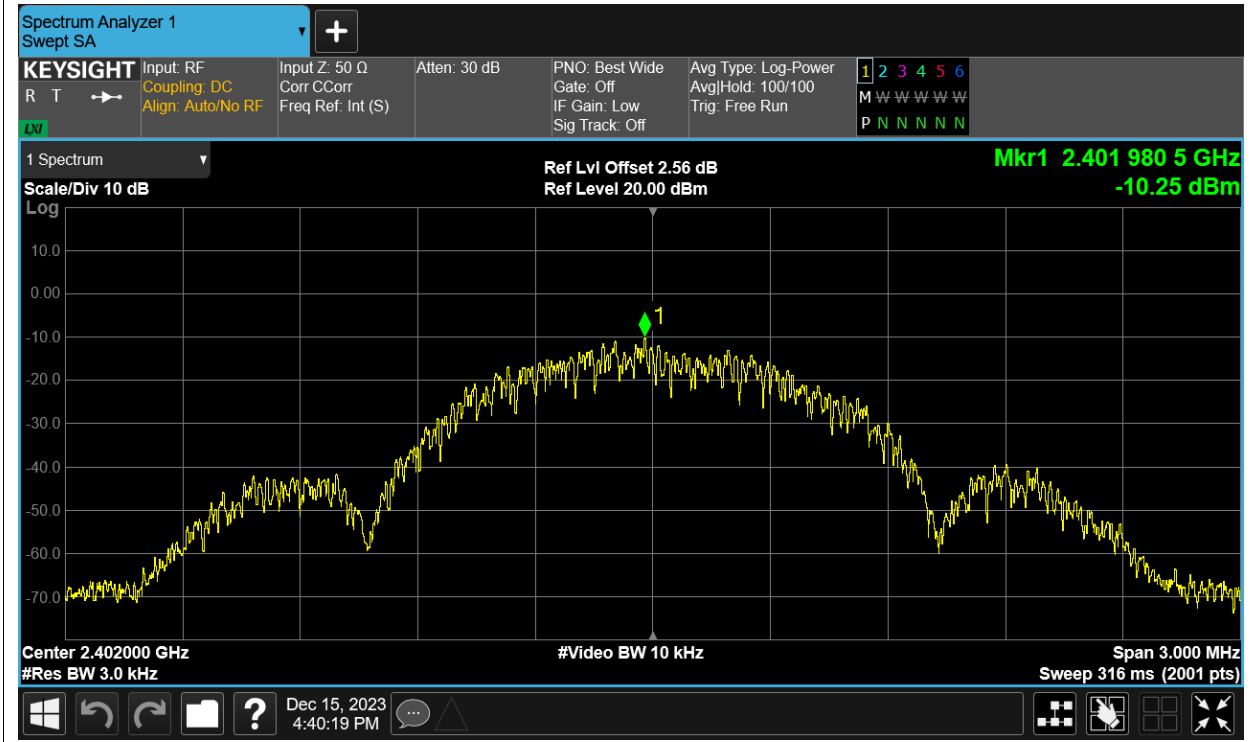 Spectrum Analyzer 1
Swept SA
KEYSIGHT
R T
LXI
Input: RF
Coupling: DC
Align: Auto/No RF
Input Z: 50 Ω
Corr CCorr
Freq Ref: Int (S)
Atten: 30 dB
PNO: Best Wide
Gate: Off
IF Gain: Low
Sig Track: Off
Avg Type: Log-Power
Avg|Hold: 100/100
Trig: Free Run
1 2 3 4 5 6
M W W W W W
P N N N N N
1 Spectrum
Scale/Div 10 dB
Log
Ref Lvl Offset 2.56 dB
Ref Level 20.00 dBm
Mkr1 2.401 980 5 GHz
-10.25 dBm
10.0
0.00
-10.0
-20.0
-30.0
-40.0
-50.0
-60.0
-70.0
1
Center 2.402000 GHz
#Res BW 3.0 kHz
#Video BW 10 kHz
Span 3.000 MHz
Sweep 316 ms (2001 pts)
?
Dec 15, 2023
4:40:19 PM